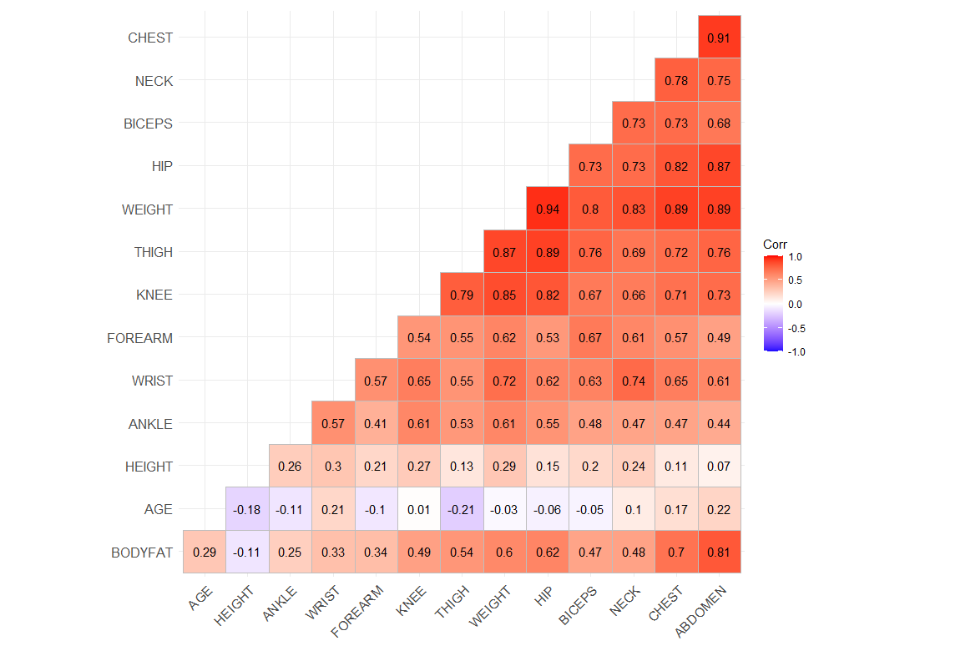 CHEST 0.91
NECK 0.78 0.75
BICEPS 0.73 0.73 0.68
HIP 0.73 0.73 0.82 0.87
WEIGHT 0.94 0.8 0.83 0.89 0.89
THIGH 0.87 0.89 0.76 0.69 0.72 0.76
KNEE 0.79 0.85 0.82 0.67 0.66 0.71 0.73
FOREARM 0.54 0.55 0.62 0.53 0.67 0.61 0.57 0.49
WRIST 0.57 0.65 0.55 0.72 0.62 0.63 0.74 0.65 0.61
ANKLE 0.57 0.41 0.61 0.53 0.61 0.55 0.48 0.47 0.47 0.44
HEIGHT 0.26 0.3 0.21 0.27 0.13 0.29 0.15 0.2 0.24 0.11 0.07
AGE -0.18 -0.11 0.21 -0.1 0.01 -0.21 -0.03 -0.06 -0.05 0.1 0.17 0.22
BODYFAT 0.29 -0.11 0.25 0.33 0.34 0.49 0.54 0.6 0.62 0.47 0.48 0.7 0.81
AGE HEIGHT ANKLE WRIST FOREARM KNEE THIGH WEIGHT HIP BICEPS NECK CHEST ABDOMEN
Corr
1.0
0.5
0.0
-0.5
-1.0